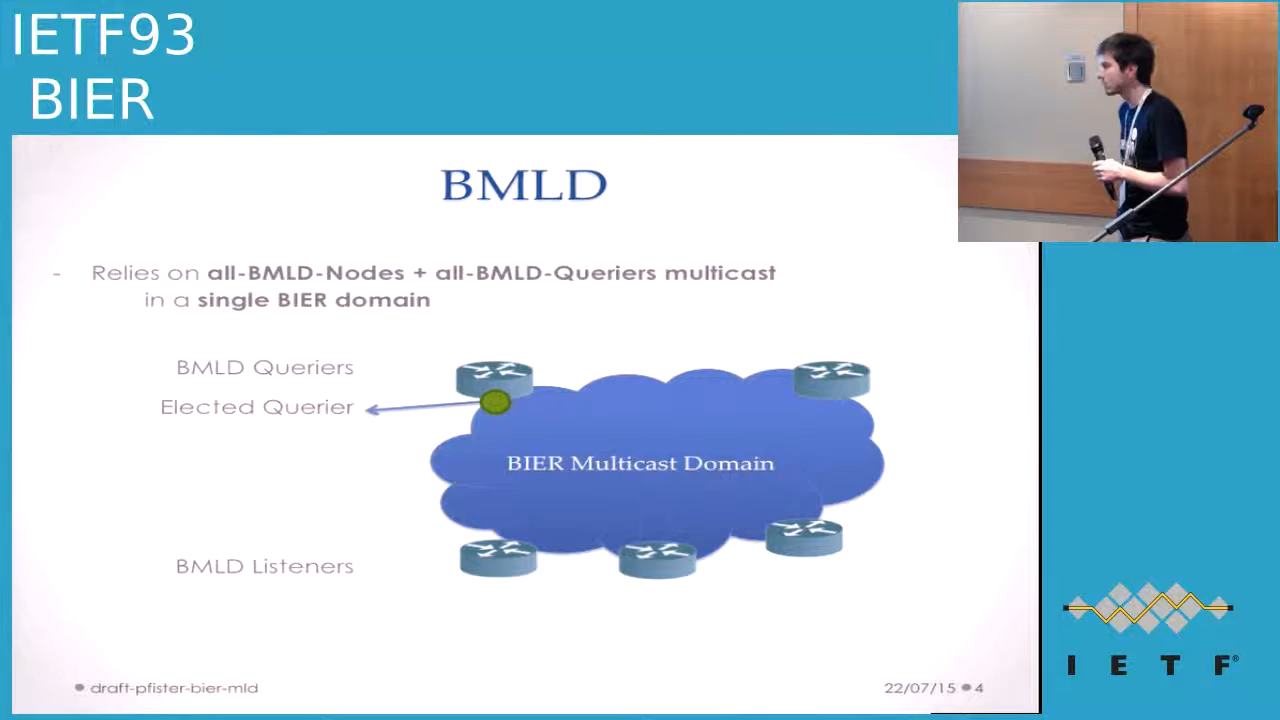 IETF93
BIER
BMLD
- Relies on all-BMLD-Nodes + all-BMLD-Queriers multicast
in a single BIER domain
BMLD Queriers
Elected Querier
BIER Multicast Domain
BMLD Listeners
draft-pfister-bier-mld
22/07/15 4
I E T F®